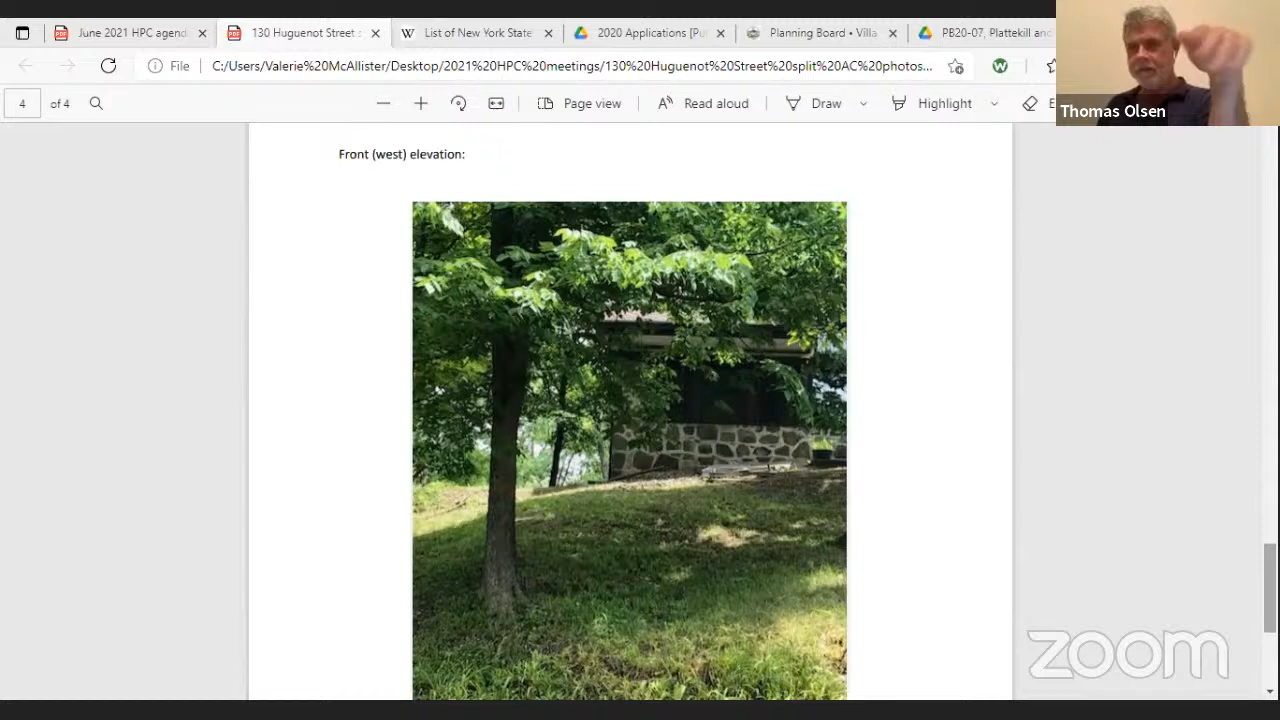 June 2021 HPC agend
130 Huguenot Street s
List of New York State
2020 Applications [Pu
Planning Board • Villa
PB20-07, Plattekill and
File
C:/Users/Valerie%20McAllister/Desktop/2021%20HPC%20meetings/130%20Huguenot%20Street%20split%20AC%20photos...
4 of 4
Page view
Read aloud
Draw
Highlight
E
Thomas Olsen
Front (west) elevation:
zoom